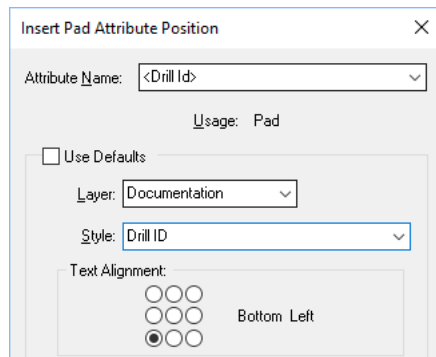 Insert Pad Attribute Position
Attribute Name: <Drill Id>
Usage: Pad
Use Defaults
Layer: Documentation
Style: Drill ID
Text Alignment:
Bottom Left